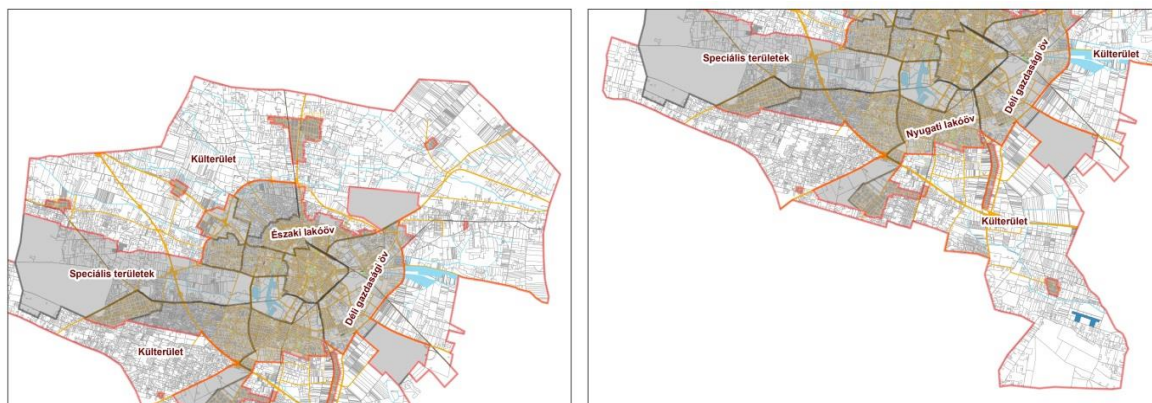 Külterület
Északi lakóöv
Speciális területek
Déli gazdasági öv
Külterület
Speciális területek
Külterület
Déli gazdasági öv
Nyugati lakóöv
Külterület